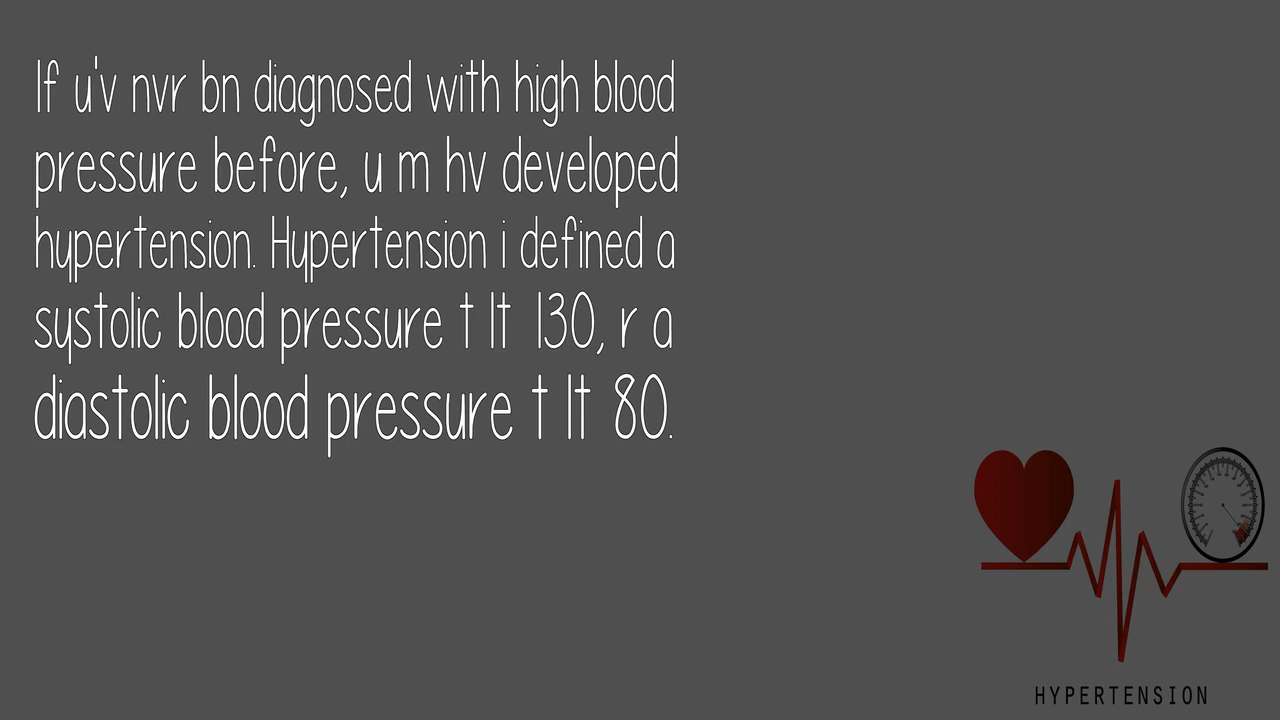 If u'v nvr bn diagnosed with high blood
pressure before, u m hv developed
hypertension. Hypertension i defined a
systolic blood pressure t lt 130, r a
diastolic blood pressure t lt 80.
HYPERTENSION